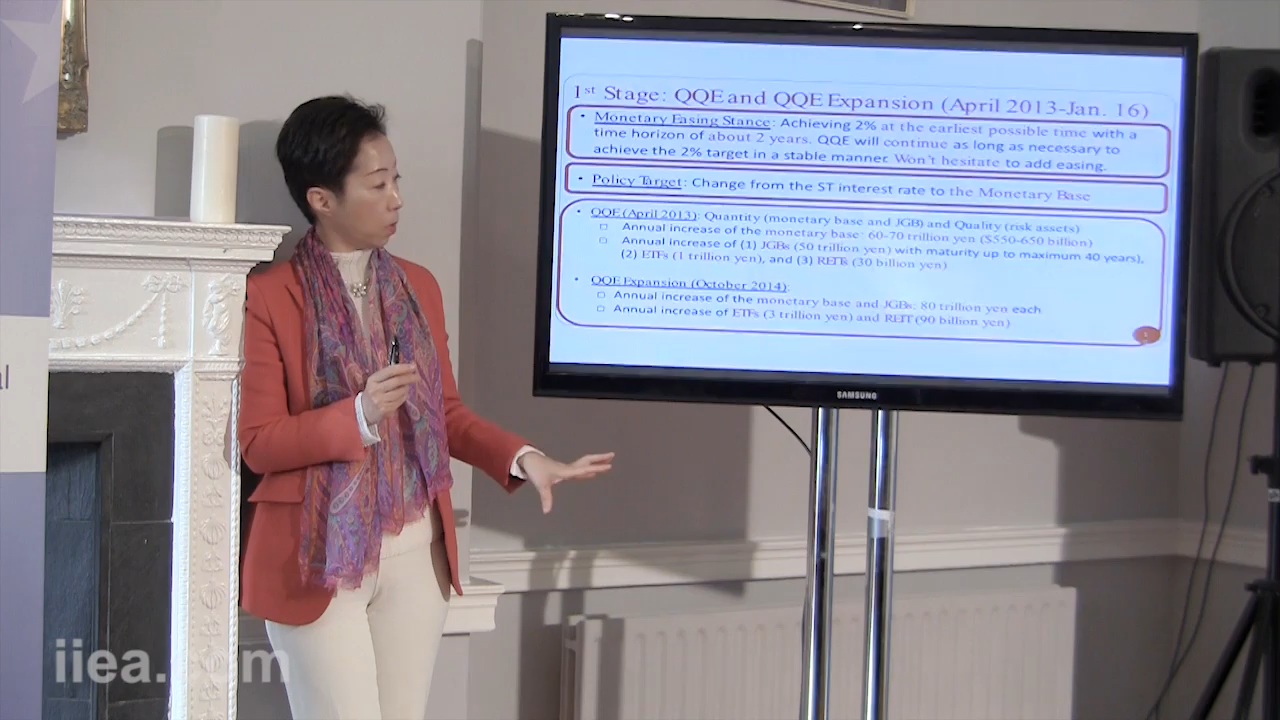 1st Stage: QQE and QQE Expansion (April 2013-Jan. 16)
• Monetary Easing Stance: Achieving 2% at the earliest possible time with a
time horizon of about 2 years. QQE will continue as long as necessary to
achieve the 2% target in a stable manner. Won't hesitate to add easing.
• Policy Target: Change from the ST interest rate to the Monetary Base
• QQE (April 2013): Quantity (monetary base and JGB) and Quality (risk assets)
□ Annual increase of the monetary base: 60-70 trillion yen ($550-650 billion)
□ Annual increase of (1) JGBs (50 trillion yen) with maturity up to maximum 40 years),
(2) ETFs (1 trillion yen), and (3) REITs (30 billion yen)
• QQE Expansion (October 2014):
□ Annual increase of the monetary base and JGBs: 80 trillion yen each
□ Annual increase of ETFs (3 trillion yen) and REIT (90 billion yen)
SAMSUNG
al
iiea.com